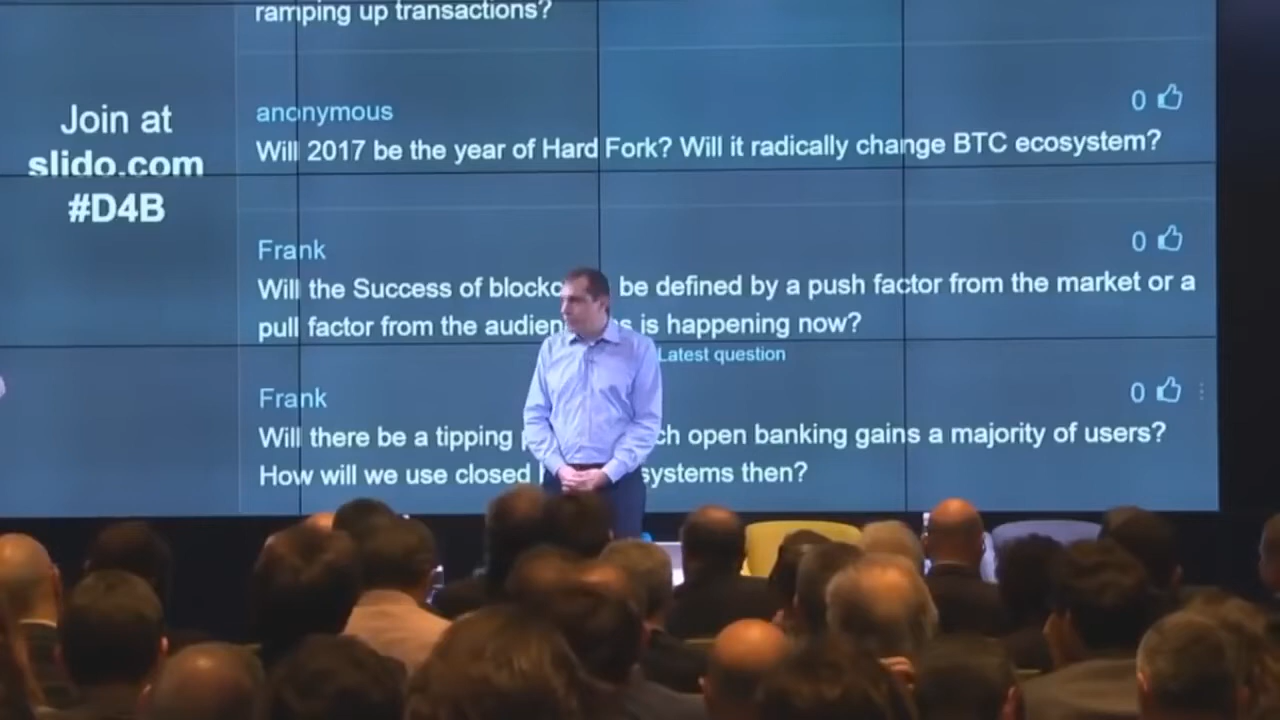 ramping up transactions?
Join at
slido.com
#D4B
anonymous
0
Will 2017 be the year of Hard Fork? Will it radically change BTC ecosystem?
Frank
0
Will the Success of be defined by a push factor from the market or a
pull factor from the is happening now?
Latest question
Frank
0
Will there be a tipping open banking gains a majority of users?
How will we use closed systems then?